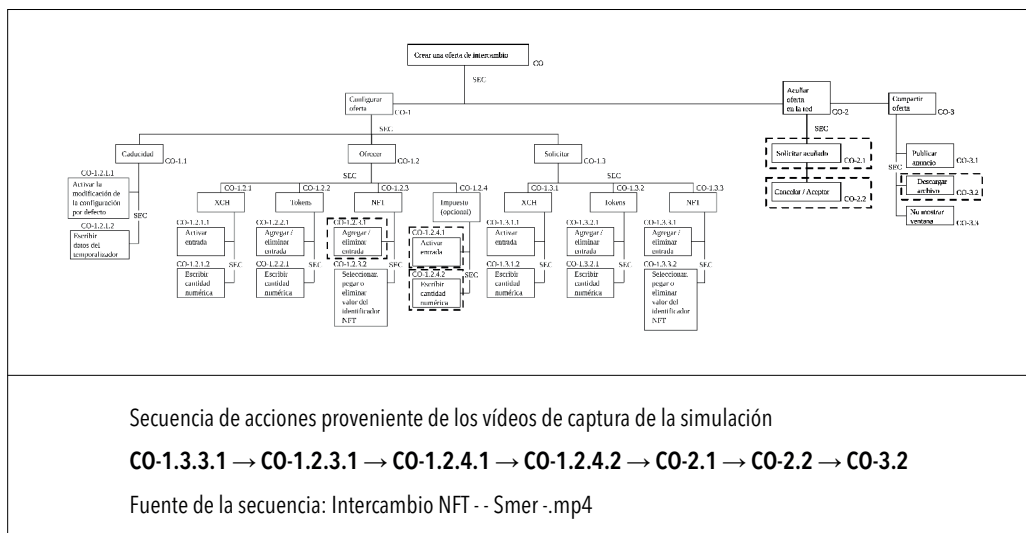 Crear una oferta de intercambio
CO
SEC
Configurar
oferta
CO-1
Acuñar
oferta
en la red
CO-2
Compartir
oferta
CO-3
SEC
SEC
Caducidad
CO-1.1
Ofrecer
CO-1.2
Solicitar
CO-1.3
Solicitar acuñado
CO-2.1
Cancelar / Aceptar
CO-2.2
Publicar
anuncio
CO-3.1
Descargar
archivo
CO-3.2
No mostrar
ventana
CO-3.3
CO-1.2.1.1
Activar la
modificación de
la configuración
por defecto
SEC
CO-1.2.1.2
Escribir
datos del
temporalizador
SEC
SEC
CO-1.2.1
XCH
CO-1.2.2
Tokens
CO-1.2.3
NFT
CO-1.2.4
Impuesto
(opcional)
CO-1.3.1
XCH
CO-1.3.2
Tokens
CO-1.3.3
NFT
CO-1.2.1.1
Activar
entrada
SEC
CO-1.2.1.2
Escribir
cantidad
numérica
CO-1.2.2.1
Agregar /
eliminar
entrada
SEC
CO-1.2.2.1
Escribir
cantidad
numérica
CO-1.2.3.1
Agregar /
eliminar
entrada
SEC
CO-1.2.3.2
Seleccionar,
pegar o
eliminar
valor del
identificador
NFT
CO-1.2.4.1
Activar
entrada
SEC
CO-1.2.4.2
Escribir
cantidad
numérica
CO-1.3.1.1
Activar
entrada
SEC
CO-1.3.1.2
Escribir
cantidad
numérica
CO-1.3.2.1
Agregar /
eliminar
entrada
SEC
CO-1.3.2.1
Escribir
cantidad
numérica
CO-1.3.3.1
Agregar /
eliminar
entrada
SEC
CO-1.3.3.2
Seleccionar,
pegar o
eliminar
valor del
identificador
NFT
Secuencia de acciones proveniente de los vídeos de captura de la simulación
CO-1.3.3.1 → CO-1.2.3.1 → CO-1.2.4.1 → CO-1.2.4.2 → CO-2.1 → CO-2.2 → CO-3.2
Fuente de la secuencia: Intercambio NFT - - Smer -.mp4